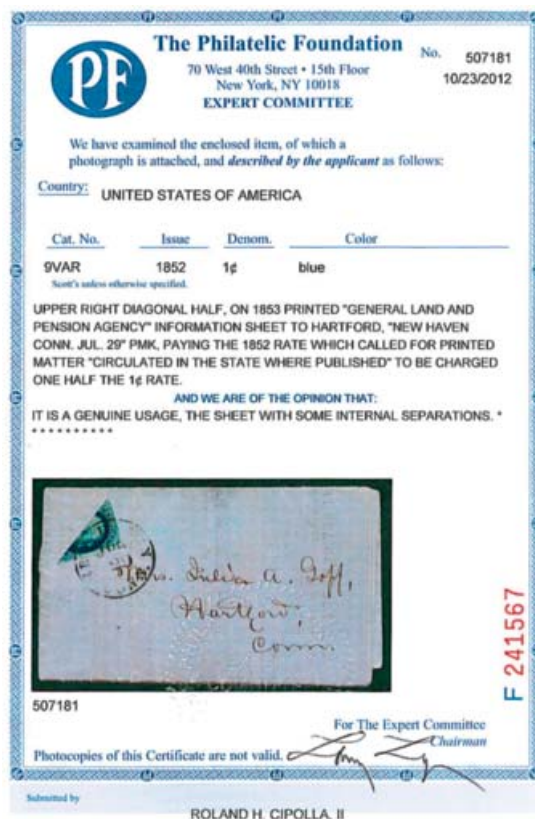 PF
The Philatelic Foundation
No. 507181
70 West 40th Street • 15th Floor
10/23/2012
New York, NY 10018
EXPERT COMMITTEE
We have examined the enclosed item, of which a
photograph is attached, and described by the applicant as follows:
Country: UNITED STATES OF AMERICA
Cat. No. Issue Denom. Color
9VAR 1852 1¢ blue
Scott's unless otherwise specified.
UPPER RIGHT DIAGONAL HALF, ON 1853 PRINTED "GENERAL LAND AND
PENSION AGENCY" INFORMATION SHEET TO HARTFORD, "NEW HAVEN
CONN. JUL. 29" PMK, PAYING THE 1852 RATE WHICH CALLED FOR PRINTED
MATTER "CIRCULATED IN THE STATE WHERE PUBLISHED" TO BE CHARGED
ONE HALF THE 1¢ RATE.
AND WE ARE OF THE OPINION THAT:
IT IS A GENUINE USAGE, THE SHEET WITH SOME INTERNAL SEPARATIONS. *
* * * * * * * * * *
Mrs. Julia A. Goff,
Hartford,
Conn.
507181
F 241567
For The Expert Committee
Chairman
Photocopies of this Certificate are not valid.
Submitted by
ROLAND H. CIPOLLA, II